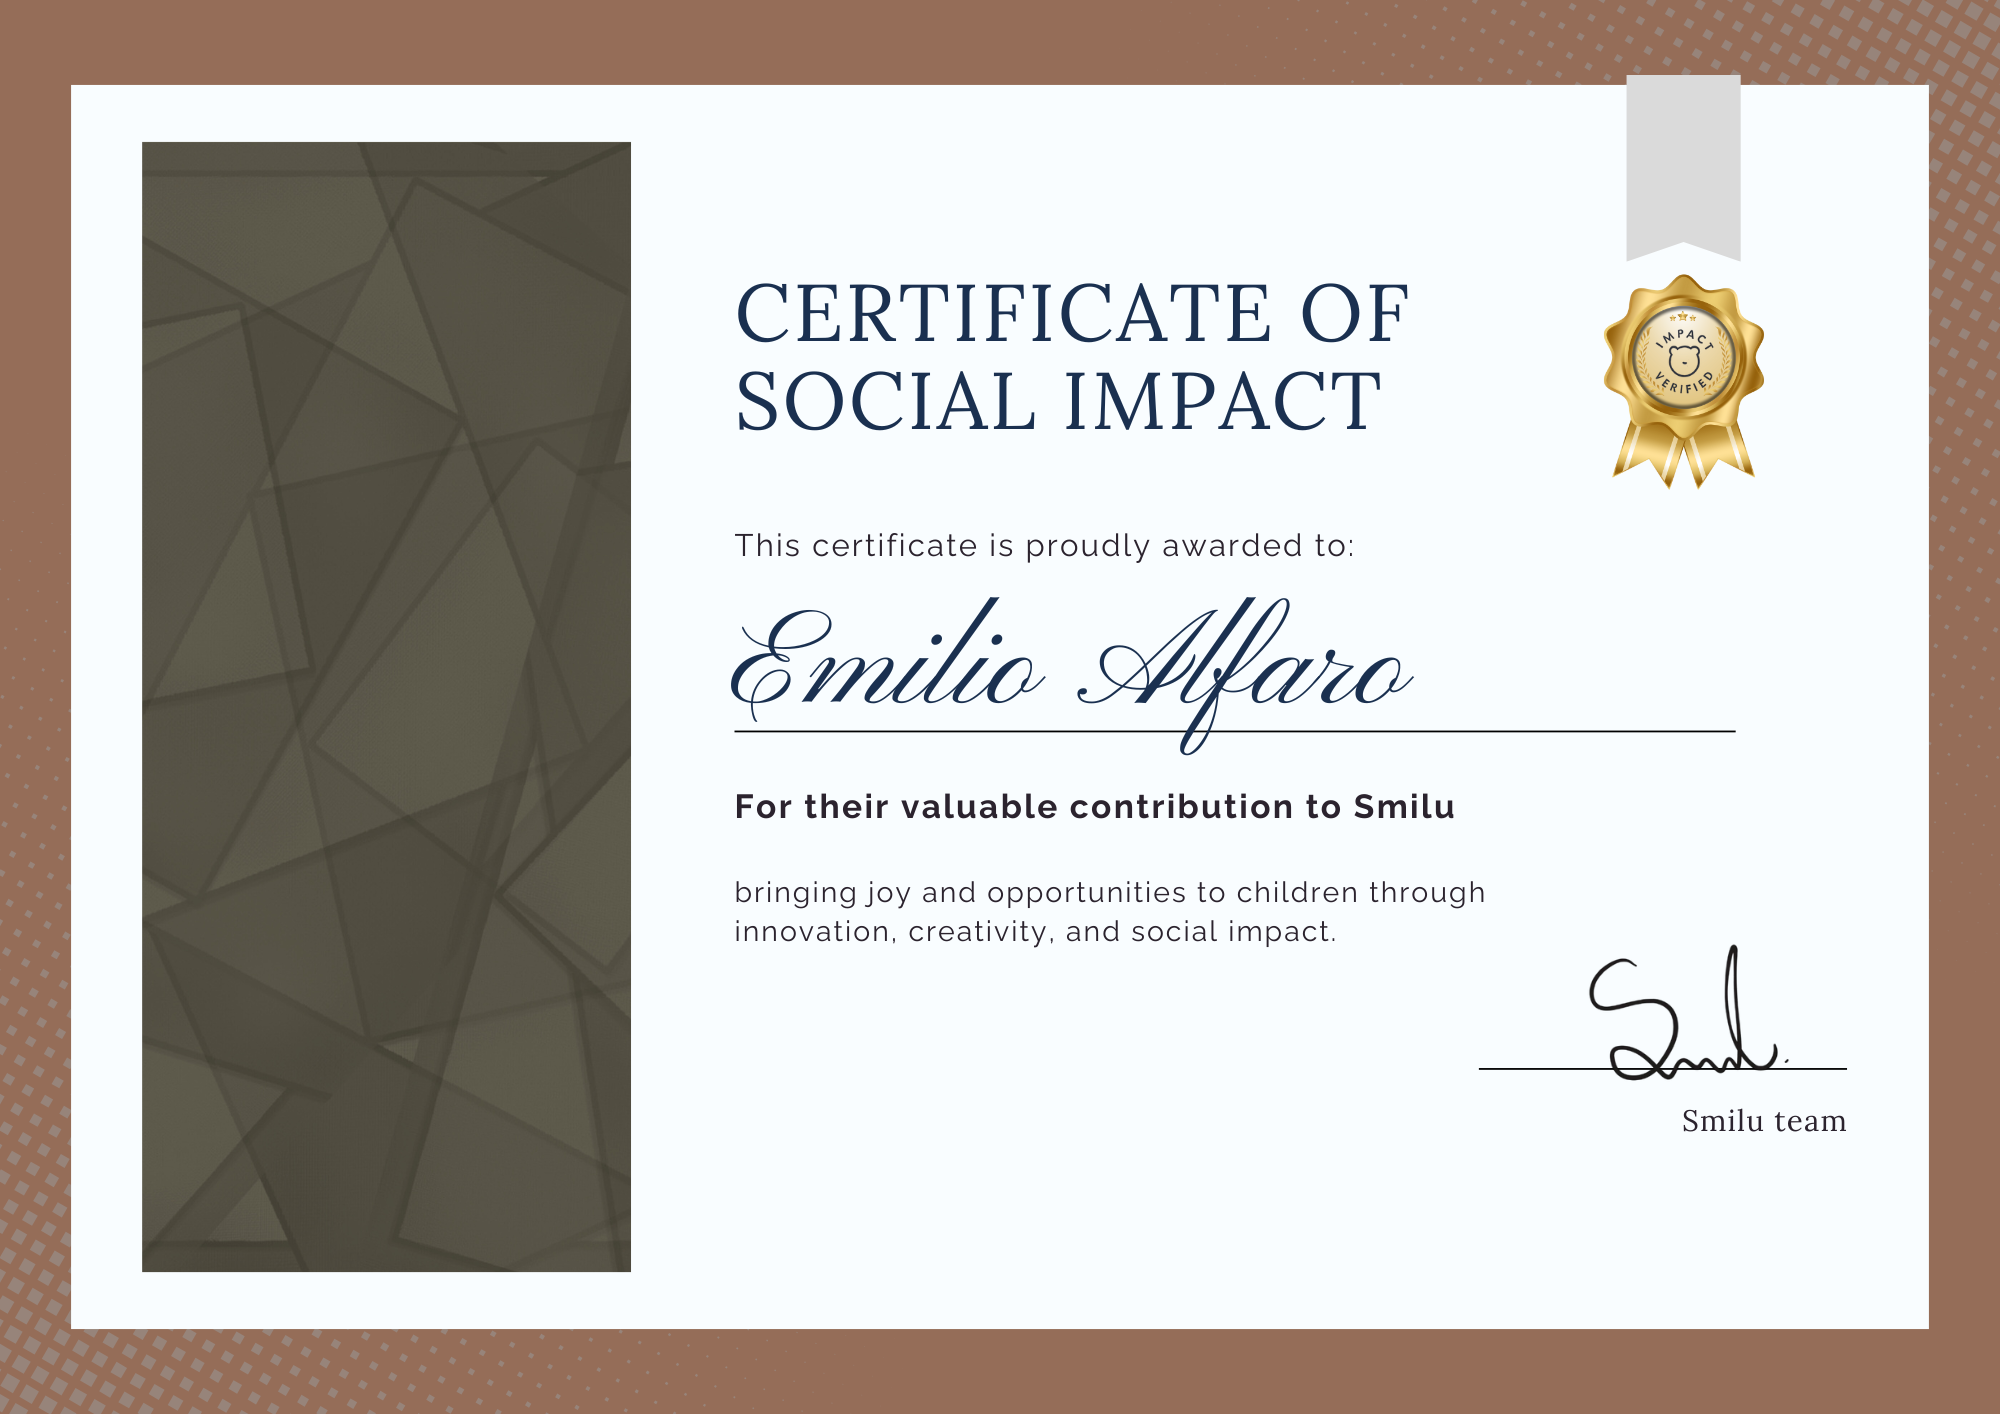 CERTIFICATE OF
SOCIAL IMPACT
IMPACT
VERIFIED
This certificate is proudly awarded to:
Emilio Alfaro
For their valuable contribution to Smilu
bringing joy and opportunities to children through
innovation, creativity, and social impact.
Smilu team